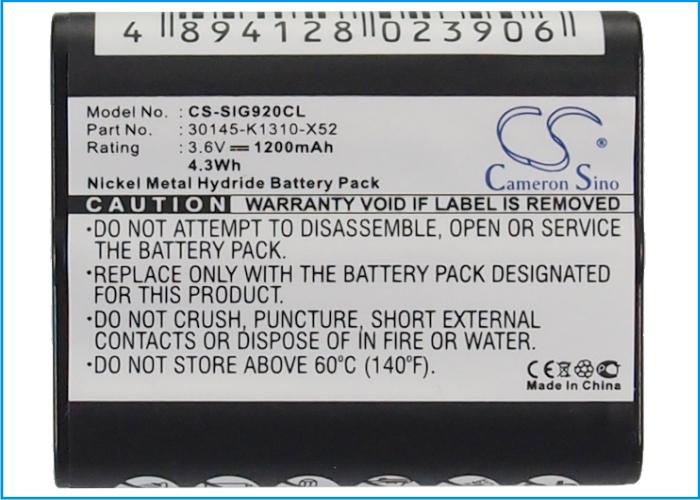 4 894128 023906
Model No. : CS-SIG920CL
Part No. : 30145-K1310-X52
Rating : 3.6V 1200mAh
4.3Wh
Nickel Metal Hydride Battery Pack
CS
Cameron Sino
CAUTION WARRANTY VOID IF LABEL IS REMOVED
•DO NOT ATTEMPT TO DISASSEMBLE, OPEN OR SERVICE
THE BATTERY PACK.
•REPLACE ONLY WITH THE BATTERY PACK DESIGNATED
FOR YOUR EQUIPMENT.
•DO NOT CRUSH, PUNCTURE, SHORT EXTERNAL
CONTACTS OR DISPOSE OF IN FIRE OR WATER.
•DO NOT STORE ABOVE 60°C (140°F).
CE
Made In China